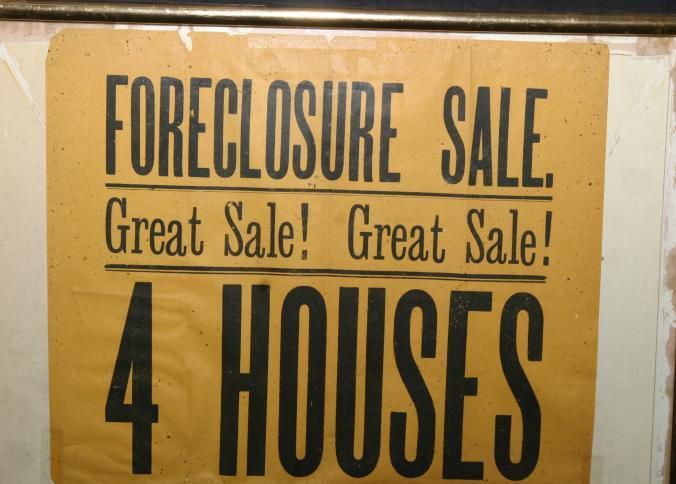 FORECLOSURE SALE.
Great Sale! Great Sale!
4 HOUSES